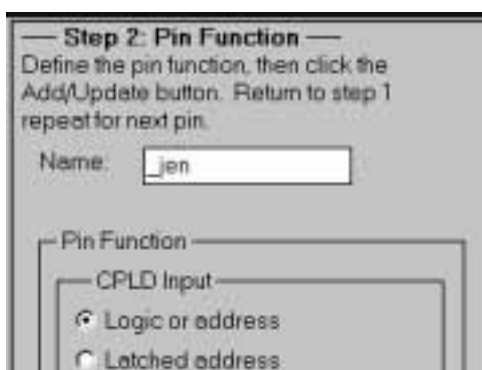 Step 2: Pin Function
Define the pin function, then click the
Add/Update button. Return to step 1
repeat for next pin.
Name: _jen
Pin Function
CPLD Input
Logic or address
Latched address